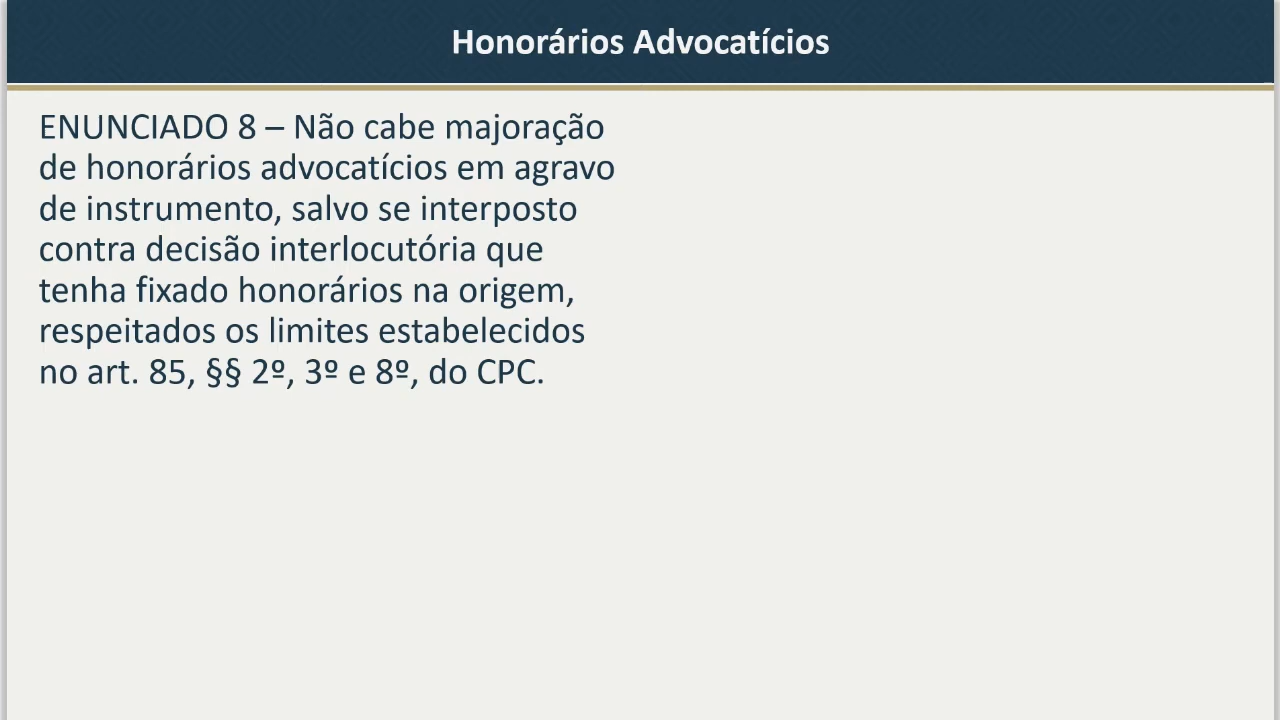 Honorários Advocatícios
ENUNCIADO 8 – Não cabe majoração
de honorários advocatícios em agravo
de instrumento, salvo se interposto
contra decisão interlocutória que
tenha fixado honorários na origem,
respeitados os limites estabelecidos
no art. 85, §§ 2º, 3º e 8º, do CPC.